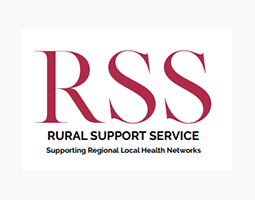 RSS
RURAL SUPPORT SERVICE
Supporting Regional Local Health Networks